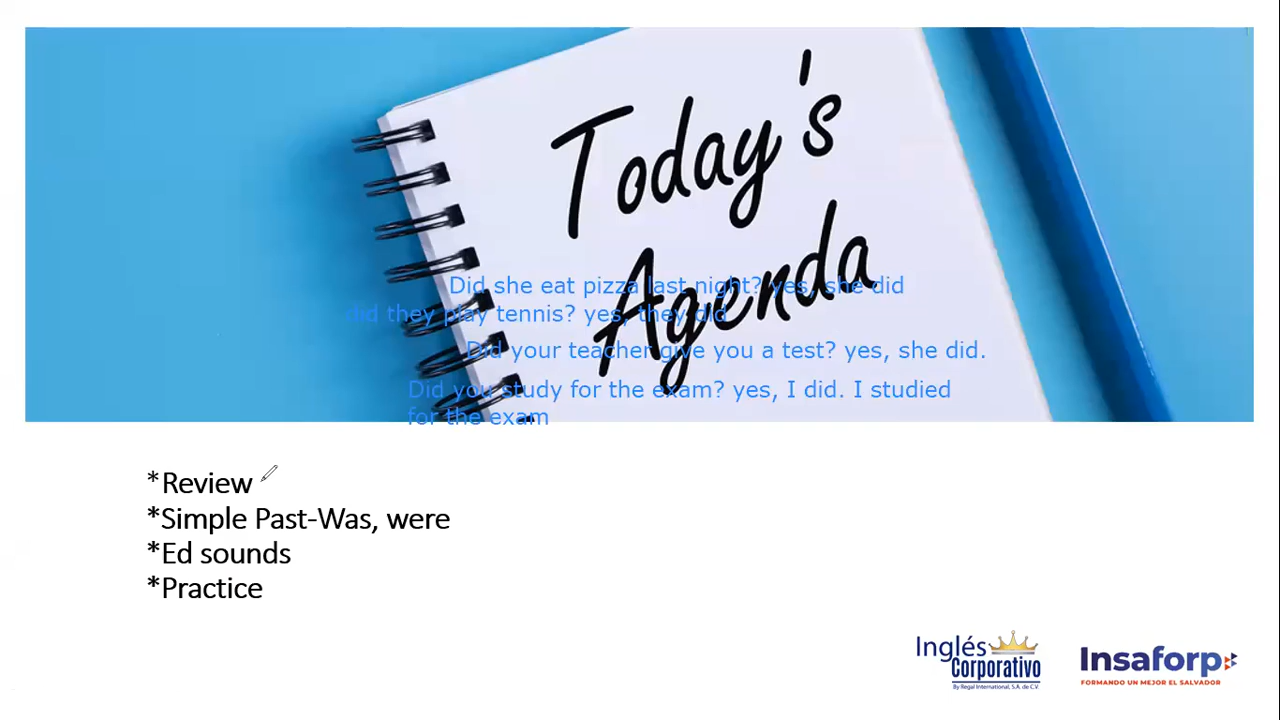 Today's
Agenda
Did she eat pizza last night? yes, she did
did they play tennis? yes, they did
Did your teacher give you a test? yes, she did.
Did you study for the exam? yes, I did. I studied
for the exam
*Review
*Simple Past-Was, were
*Ed sounds
*Practice
Inglés
Corporativo
By Regal International, S.A. de C.V.
Insaforp
FORMANDO UN MEJOR EL SALVADOR